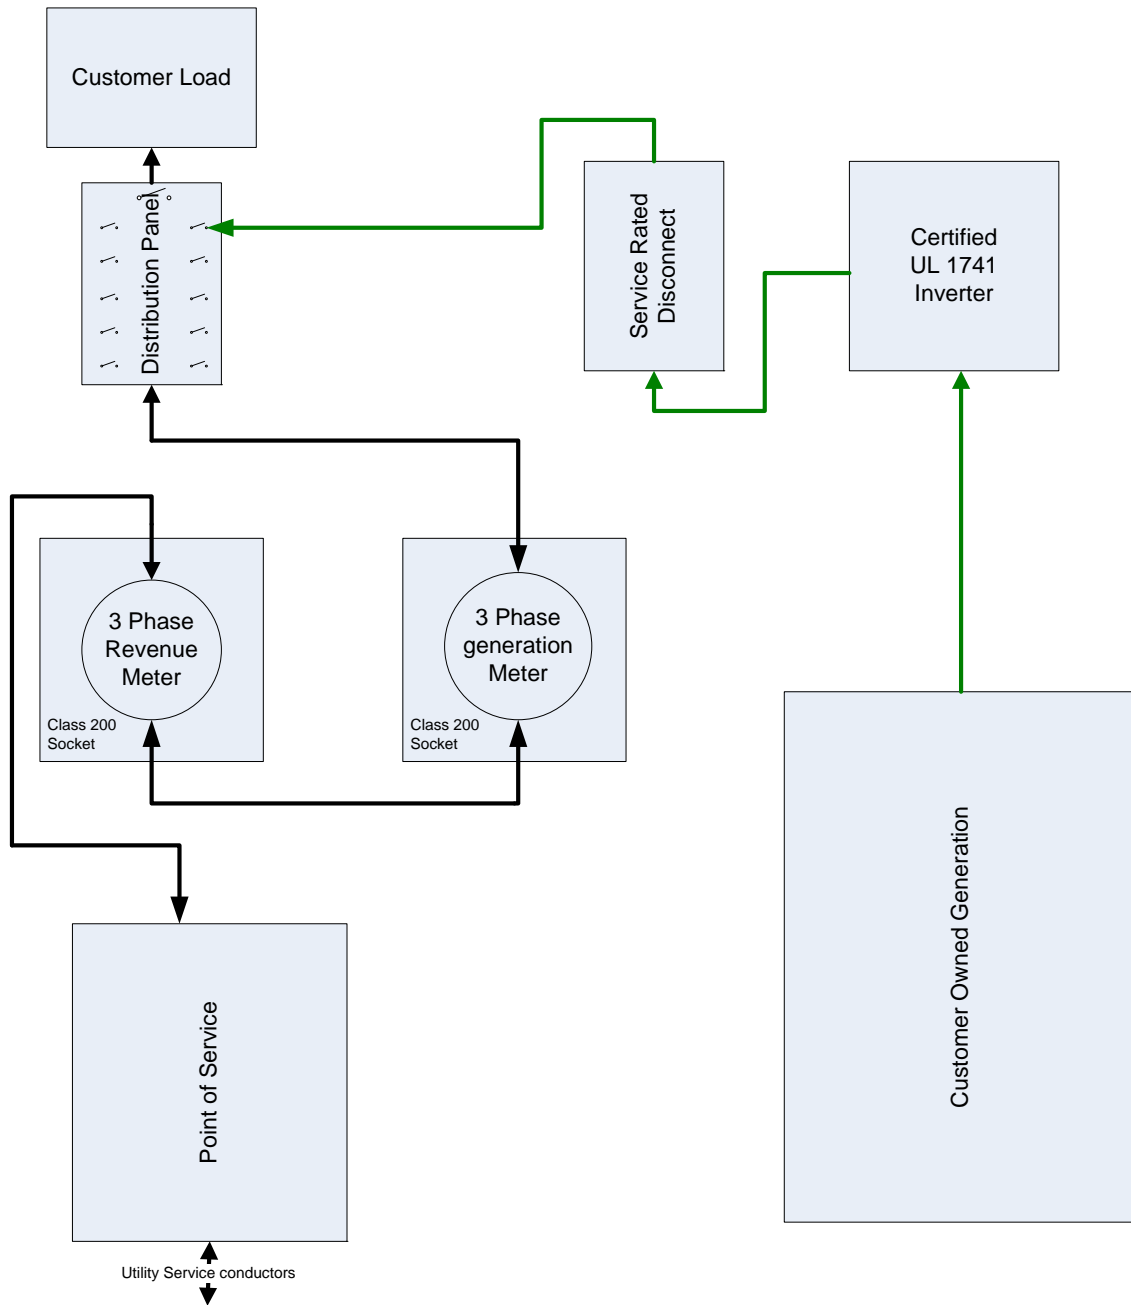 Customer Load
Distribution Panel
Service Rated
Disconnect
Certified
UL 1741
Inverter
3 Phase
Revenue
Meter
Class 200
Socket
3 Phase
generation
Meter
Class 200
Socket
Customer Owned Generation
Point of Service
Utility Service conductors